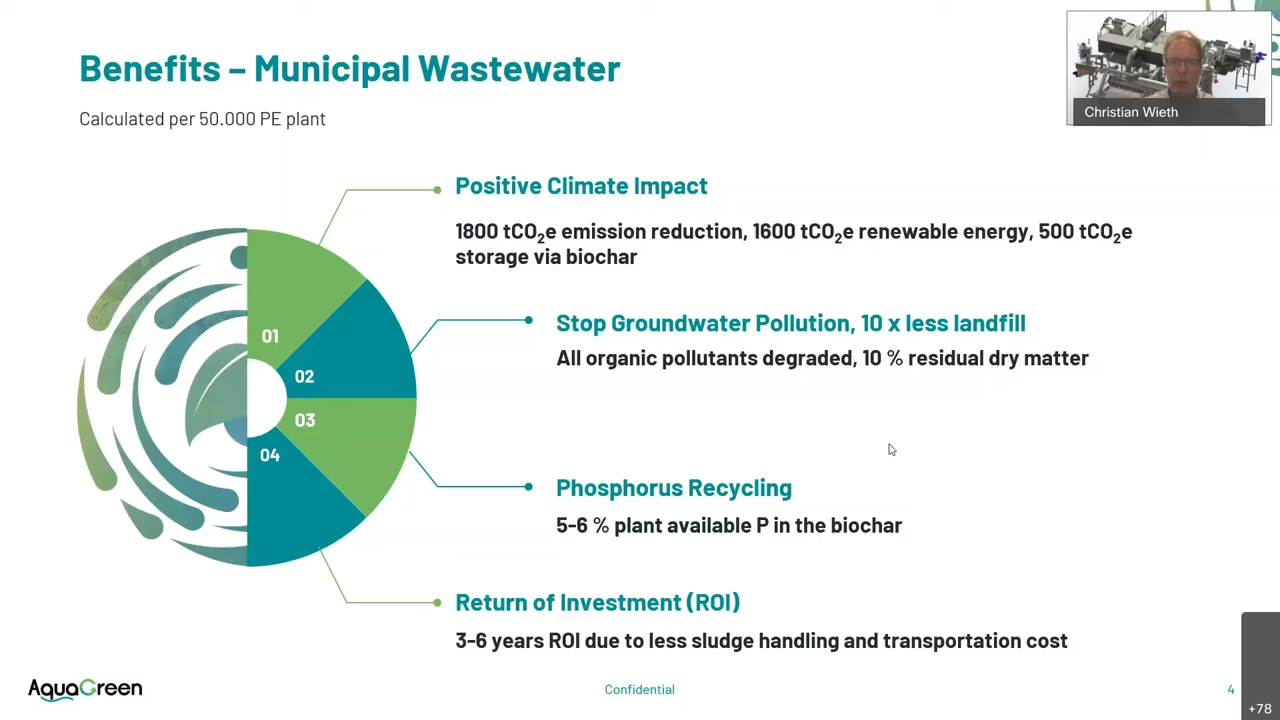 Benefits – Municipal Wastewater
Calculated per 50.000 PE plant
Christian Wieth
Positive Climate Impact
1800 tCO₂e emission reduction, 1600 tCO₂e renewable energy, 500 tCO₂e
storage via biochar
01
Stop Groundwater Pollution, 10 x less landfill
All organic pollutants degraded, 10 % residual dry matter
02
03
Phosphorus Recycling
5-6 % plant available P in the biochar
04
Return of Investment (ROI)
3-6 years ROI due to less sludge handling and transportation cost
AquaGreen
Confidential
4
+78